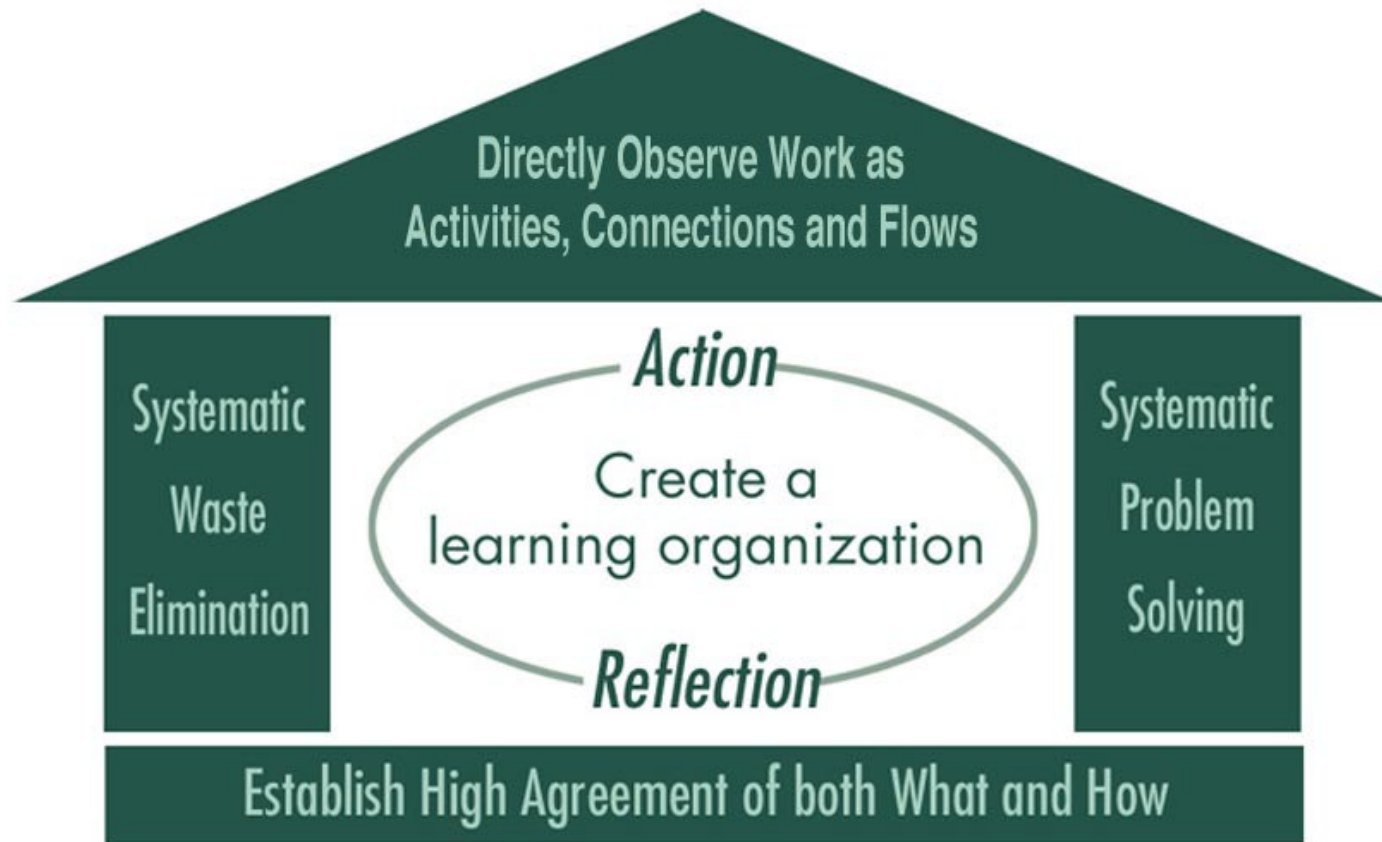 Directly Observe Work as
Activities, Connections and Flows
Systematic
Waste
Elimination
Action
Create a
learning organization
Reflection
Systematic
Problem
Solving
Establish High Agreement of both What and How